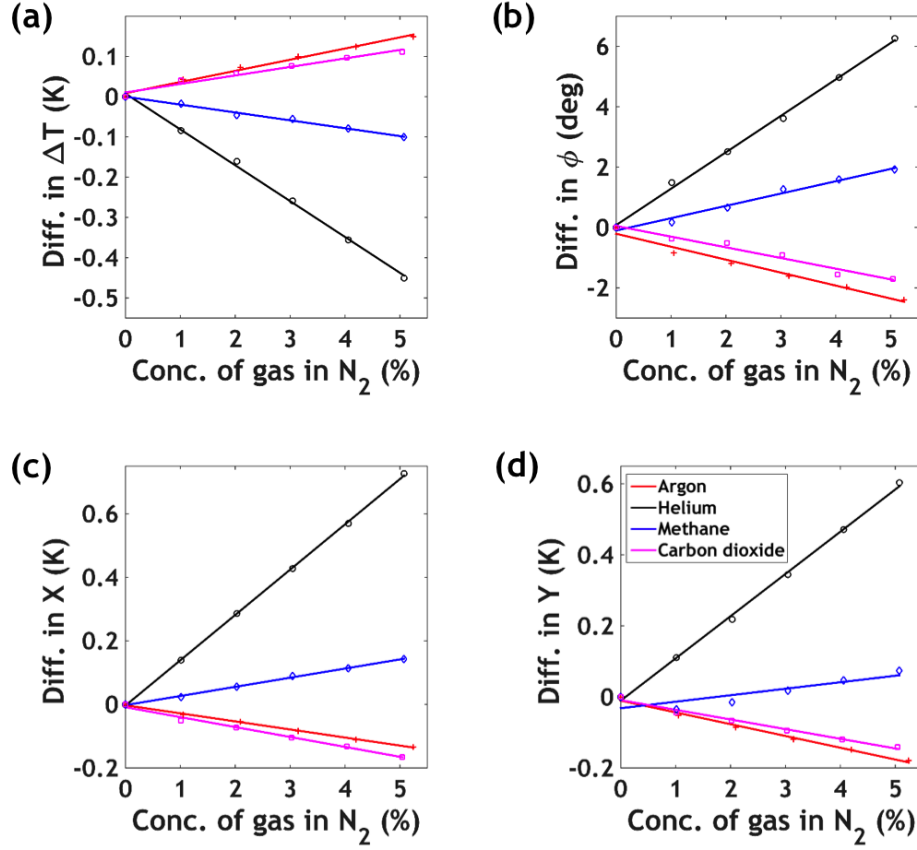 (a)
0.1
0
-0.1
-0.2
-0.3
-0.4
-0.5
Diff. in ΔT (K)
0 1 2 3 4 5
Conc. of gas in N2 (%)
(b)
6
4
2
0
-2
Diff. in ϕ (deg)
0 1 2 3 4 5
Conc. of gas in N2 (%)
(c)
0.6
0.4
0.2
0
-0.2
Diff. in X (K)
0 1 2 3 4 5
Conc. of gas in N2 (%)
(d)
0.6
0.4
0.2
0
-0.2
Diff. in Y (K)
Argon
Helium
Methane
Carbon dioxide
0 1 2 3 4 5
Conc. of gas in N2 (%)